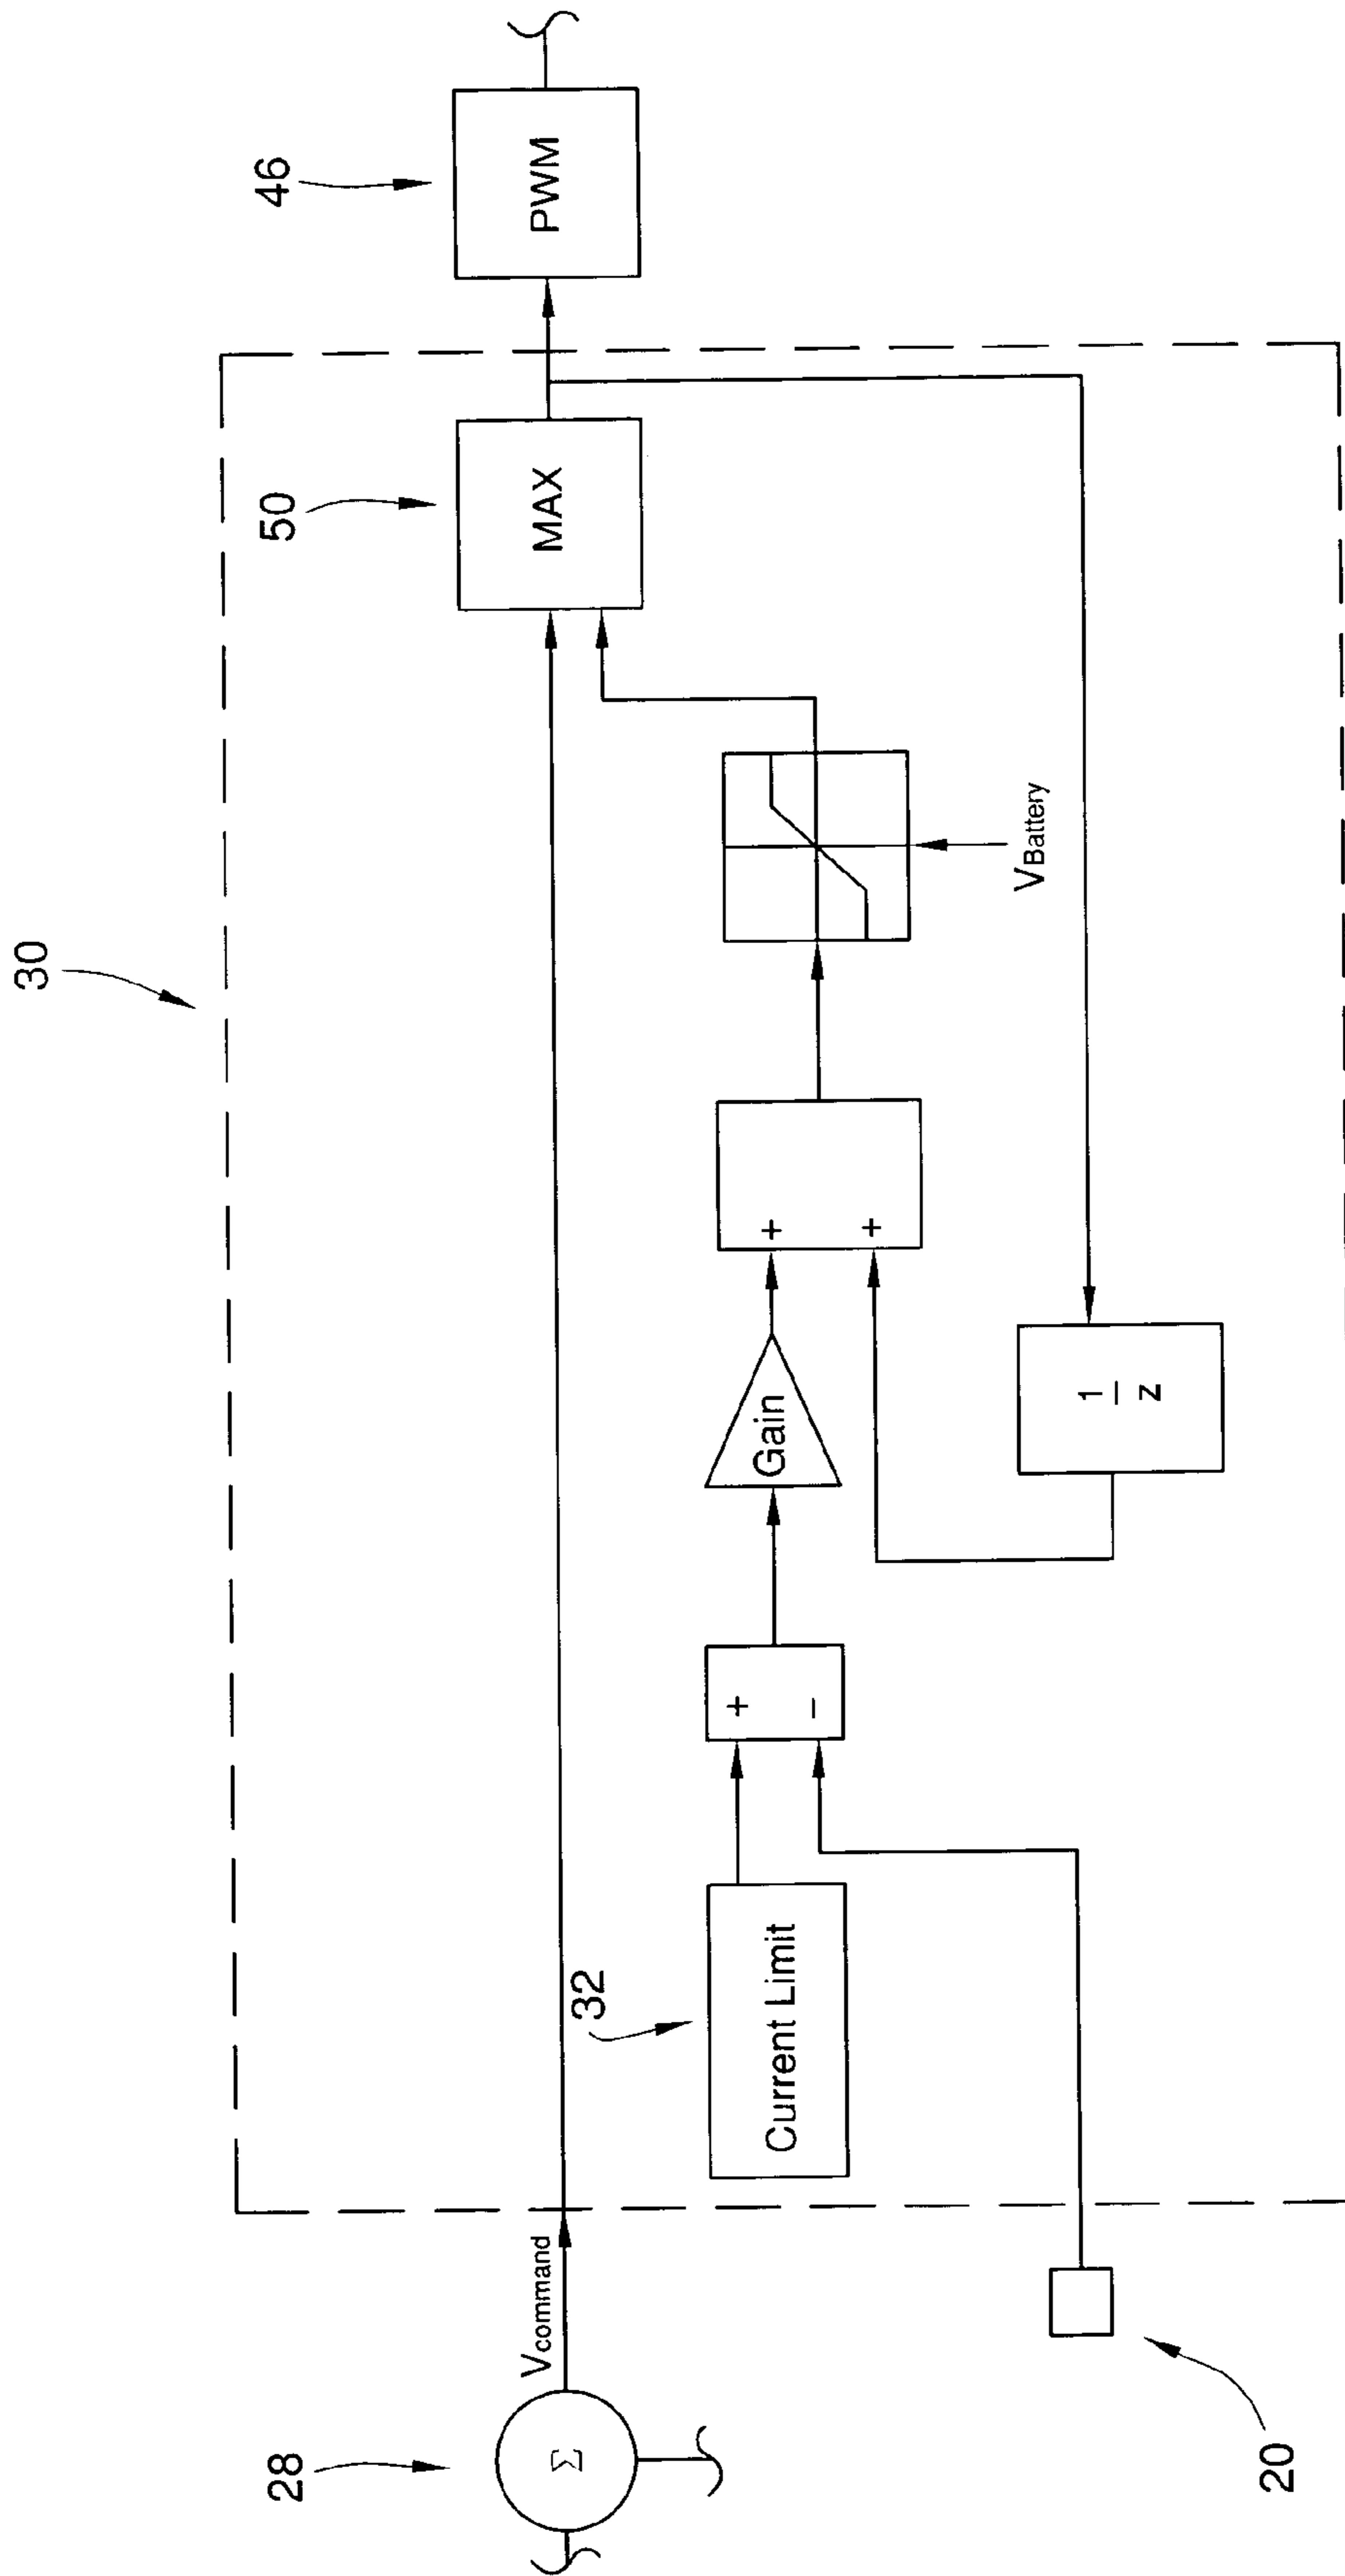 30
28
Σ
Vcommand
50
MAX
46
PWM
32
Current Limit
+
−
Gain
+
+
VBattery
1
z
20